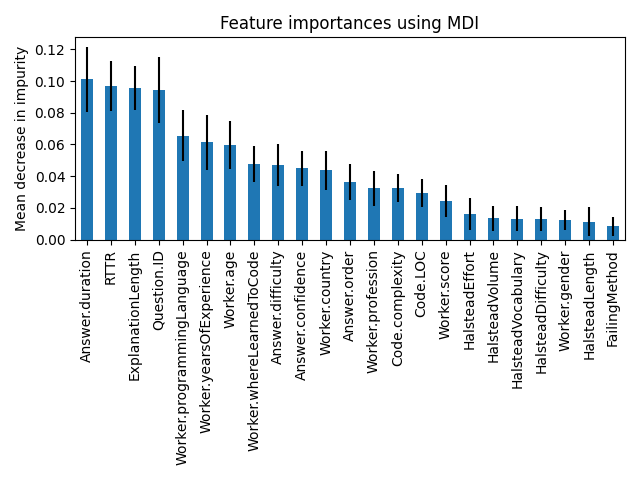 Feature importances using MDI
Mean decrease in impurity
0.12
0.10
0.08
0.06
0.04
0.02
0.00
Answer.duration
RTTR
ExplanationLength
Question.ID
Worker.programmingLanguage
Worker.yearsOfExperience
Worker.age
Worker.whereLearnedToCode
Answer.difficulty
Answer.confidence
Worker.country
Answer.order
Worker.profession
Code.complexity
Code.LOC
Worker.score
HalsteadEffort
HalsteadVolume
HalsteadVocabulary
HalsteadDifficulty
Worker.gender
HalsteadLength
FailingMethod